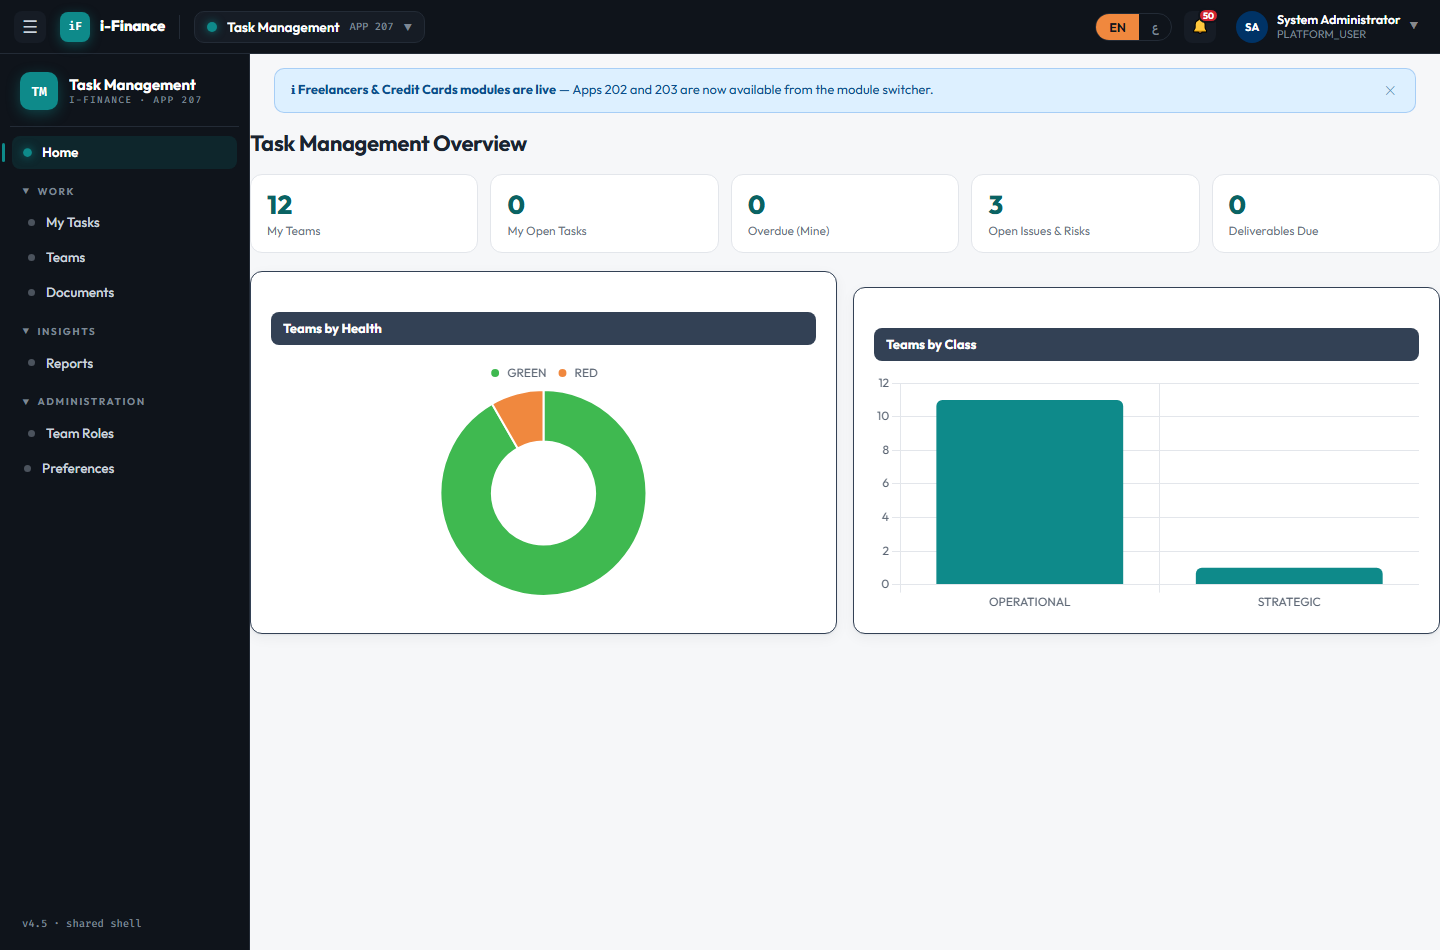 ☰ iF i-Finance Task Management APP 207 ▼ EN ع 50 SA System Administrator ▼
PLATFORM_USER
TM Task Management
I-FINANCE · APP 207
Home
▼ WORK
My Tasks
Teams
Documents
▼ INSIGHTS
Reports
▼ ADMINISTRATION
Team Roles
Preferences
v4.5 · shared shell
ℹ Freelancers & Credit Cards modules are live — Apps 202 and 203 are now available from the module switcher. ×
Task Management Overview
12
My Teams
0
My Open Tasks
0
Overdue (Mine)
3
Open Issues & Risks
0
Deliverables Due
Teams by Health
GREEN RED
Teams by Class
12
10
8
6
4
2
0
OPERATIONAL STRATEGIC